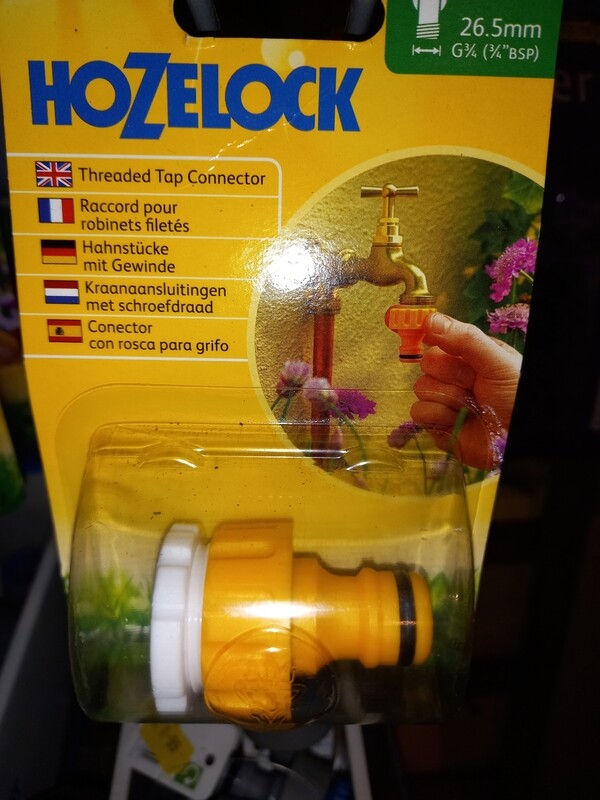 26.5mm
G¾ (¾"BSP)
HOZELOCK
Threaded Tap Connector
Raccord pour
robinets filetés
Hahnstücke
mit Gewinde
Kraanaansluitingen
met schroefdraad
Conector
con rosca para grifo
er